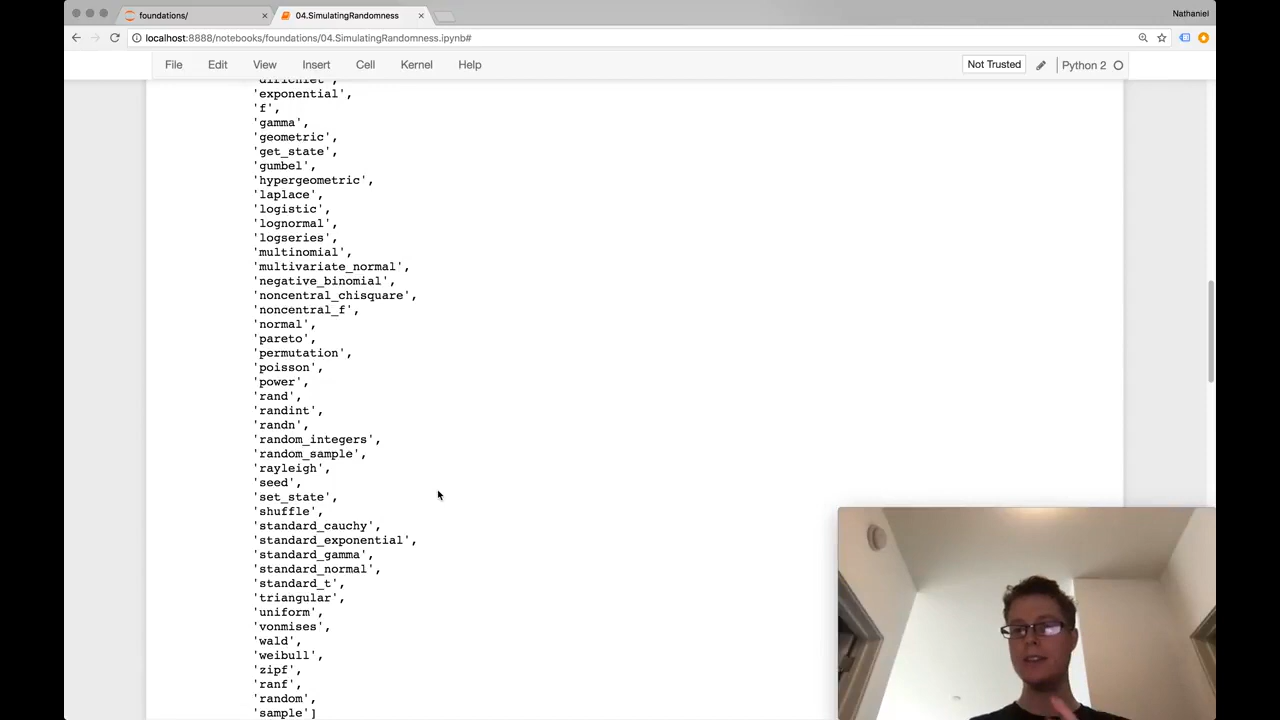 foundations/
04.SimulatingRandomness.ipynb
Nathaniel
localhost:8888/notebooks/foundations/04.SimulatingRandomness.ipynb#
File Edit View Insert Cell Kernel Help Not Trusted Python 2
'dirichlet',
'exponential',
'f',
'gamma',
'geometric',
'get_state',
'gumbel',
'hypergeometric',
'laplace',
'logistic',
'lognormal',
'logseries',
'multinomial',
'multivariate_normal',
'negative_binomial',
'noncentral_chisquare',
'noncentral_f',
'normal',
'pareto',
'permutation',
'poisson',
'power',
'rand',
'randint',
'randn',
'random_integers',
'random_sample',
'rayleigh',
'seed',
'set_state',
'shuffle',
'standard_cauchy',
'standard_exponential',
'standard_gamma',
'standard_normal',
'standard_t',
'triangular',
'uniform',
'vonmises',
'wald',
'weibull',
'zipf',
'ranf',
'random',
'sample']